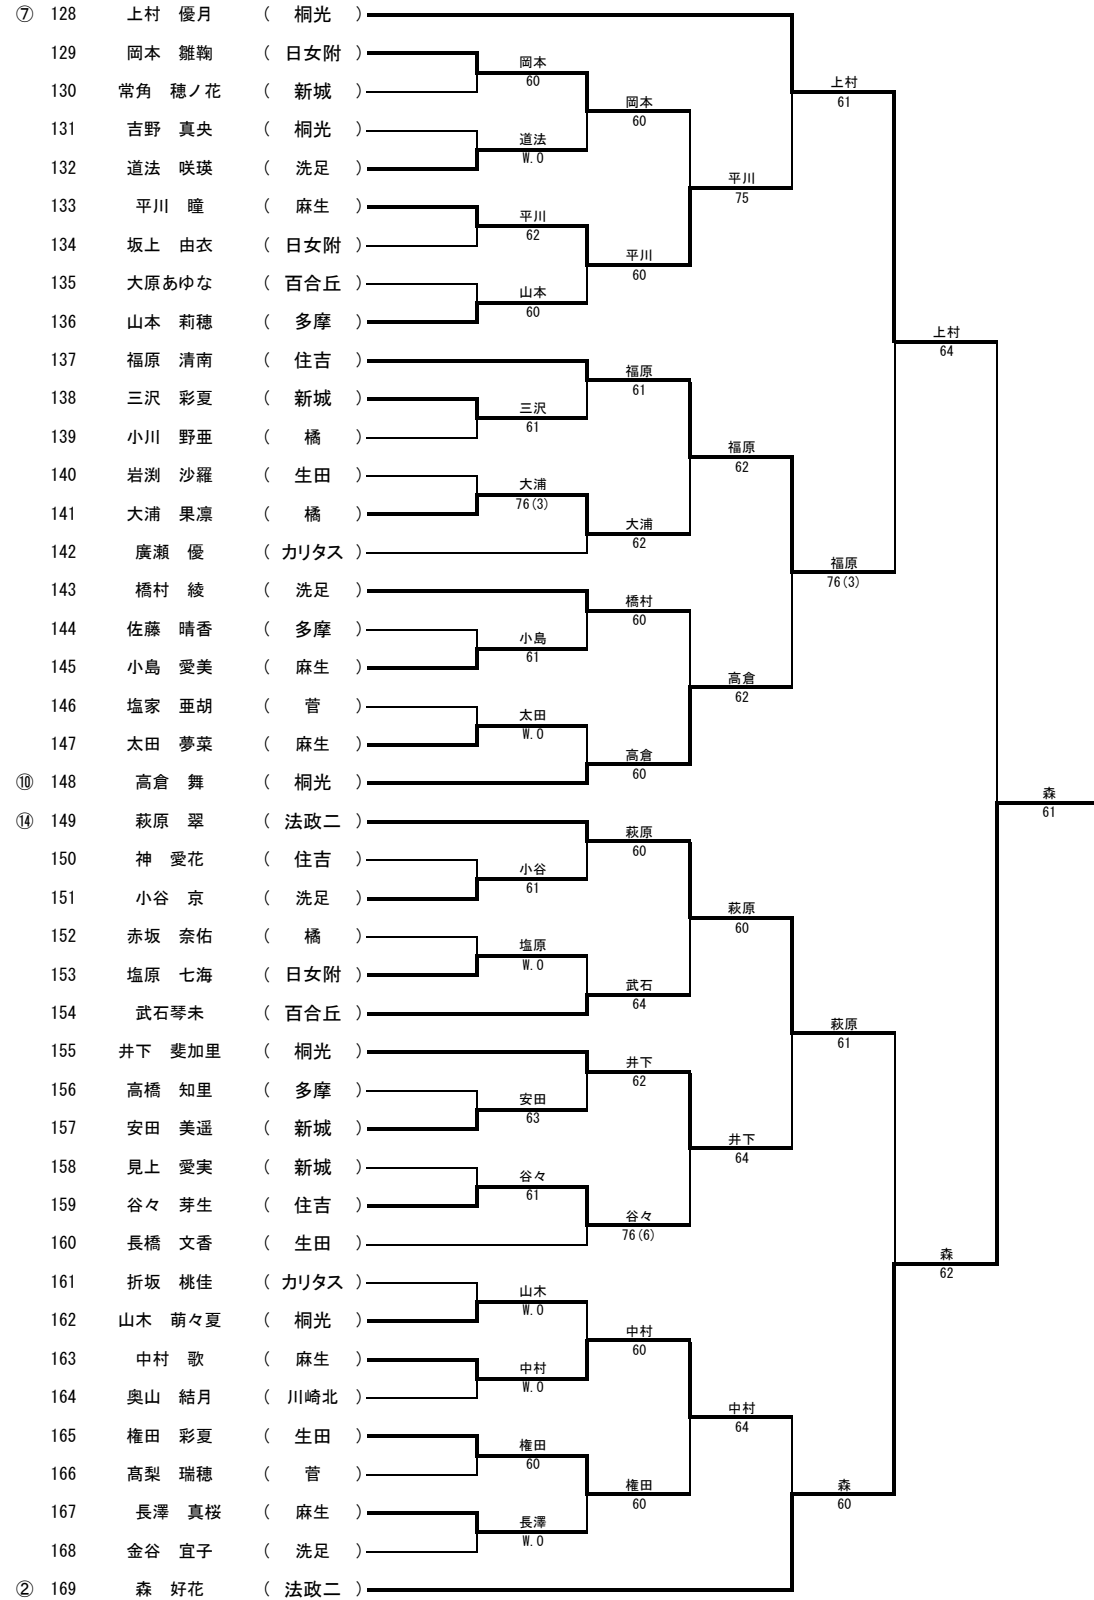 ⑦ 128 上村 優月 ( 桐光 )
129 岡本 雛鞠 ( 日女附 )
岡本
60
130 常角 穂ノ花 ( 新城 )
上村
61
岡本
60
131 吉野 真央 ( 桐光 )
道法
W.0
132 道法 咲瑛 ( 洗足 )
平川
75
133 平川 瞳 ( 麻生 )
平川
62
134 坂上 由衣 ( 日女附 )
平川
60
135 大原あゆな ( 百合丘 )
山本
60
136 山本 莉穂 ( 多摩 )
上村
64
137 福原 清南 ( 住吉 )
福原
61
138 三沢 彩夏 ( 新城 )
三沢
61
139 小川 野亜 ( 橘 )
福原
62
140 岩渕 沙羅 ( 生田 )
大浦
76(3)
141 大浦 果凛 ( 橘 )
大浦
62
142 廣瀬 優 ( カリタス )
福原
76(3)
143 橋村 綾 ( 洗足 )
橋村
60
144 佐藤 晴香 ( 多摩 )
小島
61
145 小島 愛美 ( 麻生 )
高倉
62
146 塩家 亜胡 ( 菅 )
太田
W.0
147 太田 夢菜 ( 麻生 )
高倉
60
⑩ 148 高倉 舞 ( 桐光 )
森
61
⑭ 149 萩原 翠 ( 法政二 )
萩原
60
150 神 愛花 ( 住吉 )
小谷
61
151 小谷 京 ( 洗足 )
萩原
60
152 赤坂 奈佑 ( 橘 )
塩原
W.0
153 塩原 七海 ( 日女附 )
武石
64
154 武石琴未 ( 百合丘 )
萩原
61
155 井下 斐加里 ( 桐光 )
井下
62
156 高橋 知里 ( 多摩 )
安田
63
157 安田 美遥 ( 新城 )
井下
64
158 見上 愛実 ( 新城 )
谷々
61
159 谷々 芽生 ( 住吉 )
谷々
76(6)
160 長橋 文香 ( 生田 )
森
62
161 折坂 桃佳 ( カリタス )
山木
W.0
162 山木 萌々夏 ( 桐光 )
中村
60
163 中村 歌 ( 麻生 )
中村
W.0
164 奥山 結月 ( 川崎北 )
中村
64
165 権田 彩夏 ( 生田 )
権田
60
166 髙梨 瑞穂 ( 菅 )
権田
60
森
60
167 長澤 真桜 ( 麻生 )
長澤
W.0
168 金谷 宜子 ( 洗足 )
② 169 森 好花 ( 法政二 )